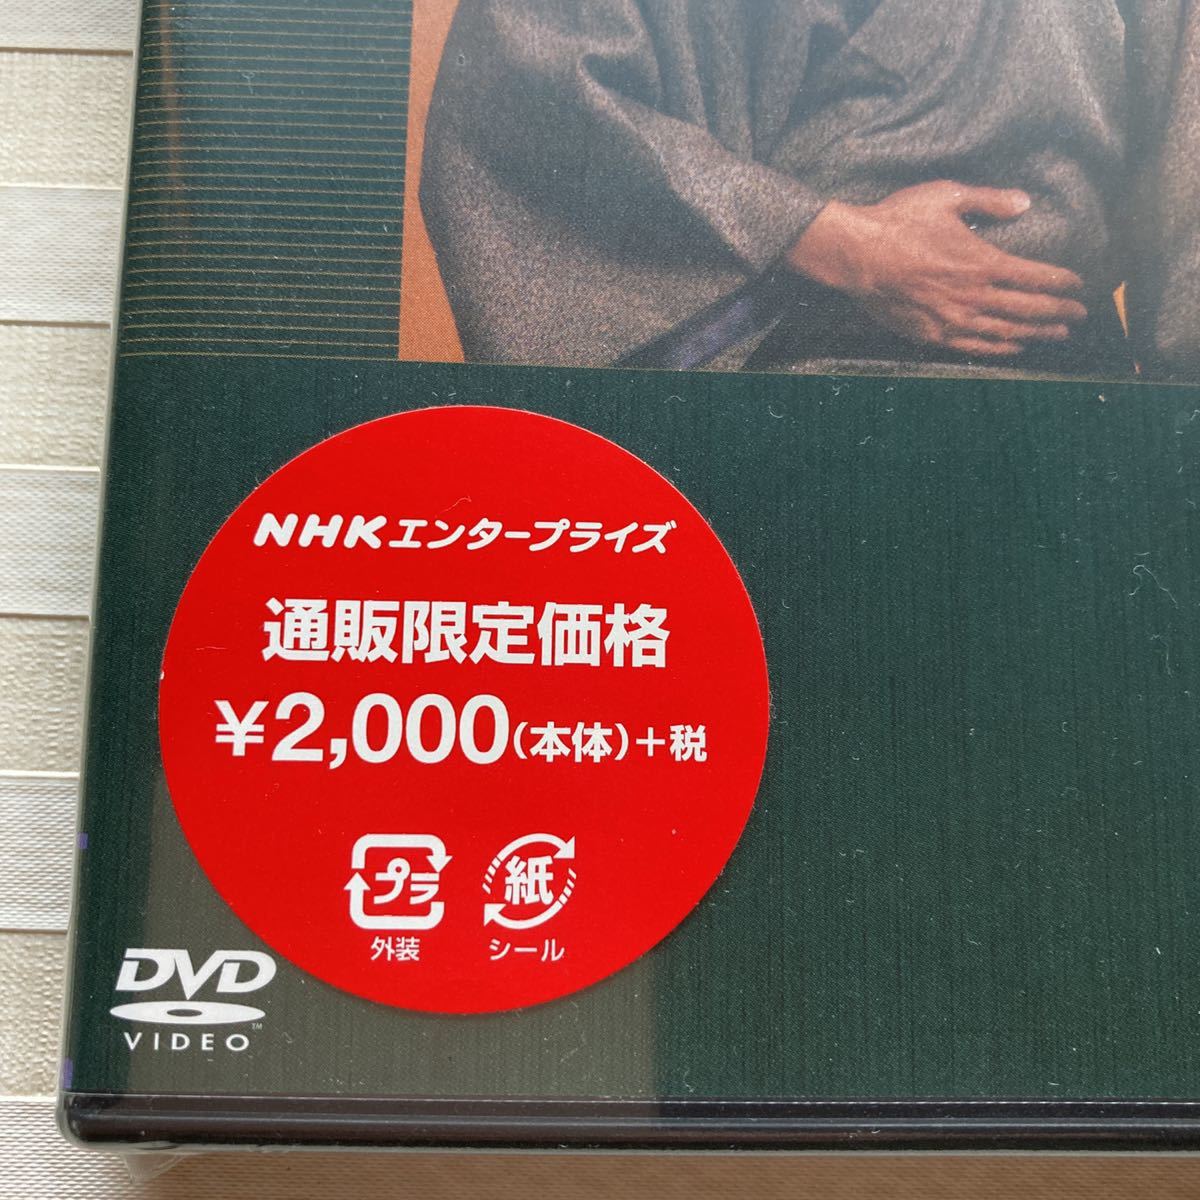 NHKエンタープライズ
通販限定価格
¥2,000(本体)+税
プラ
紙
外装
シール
DVD
VIDEO
TM